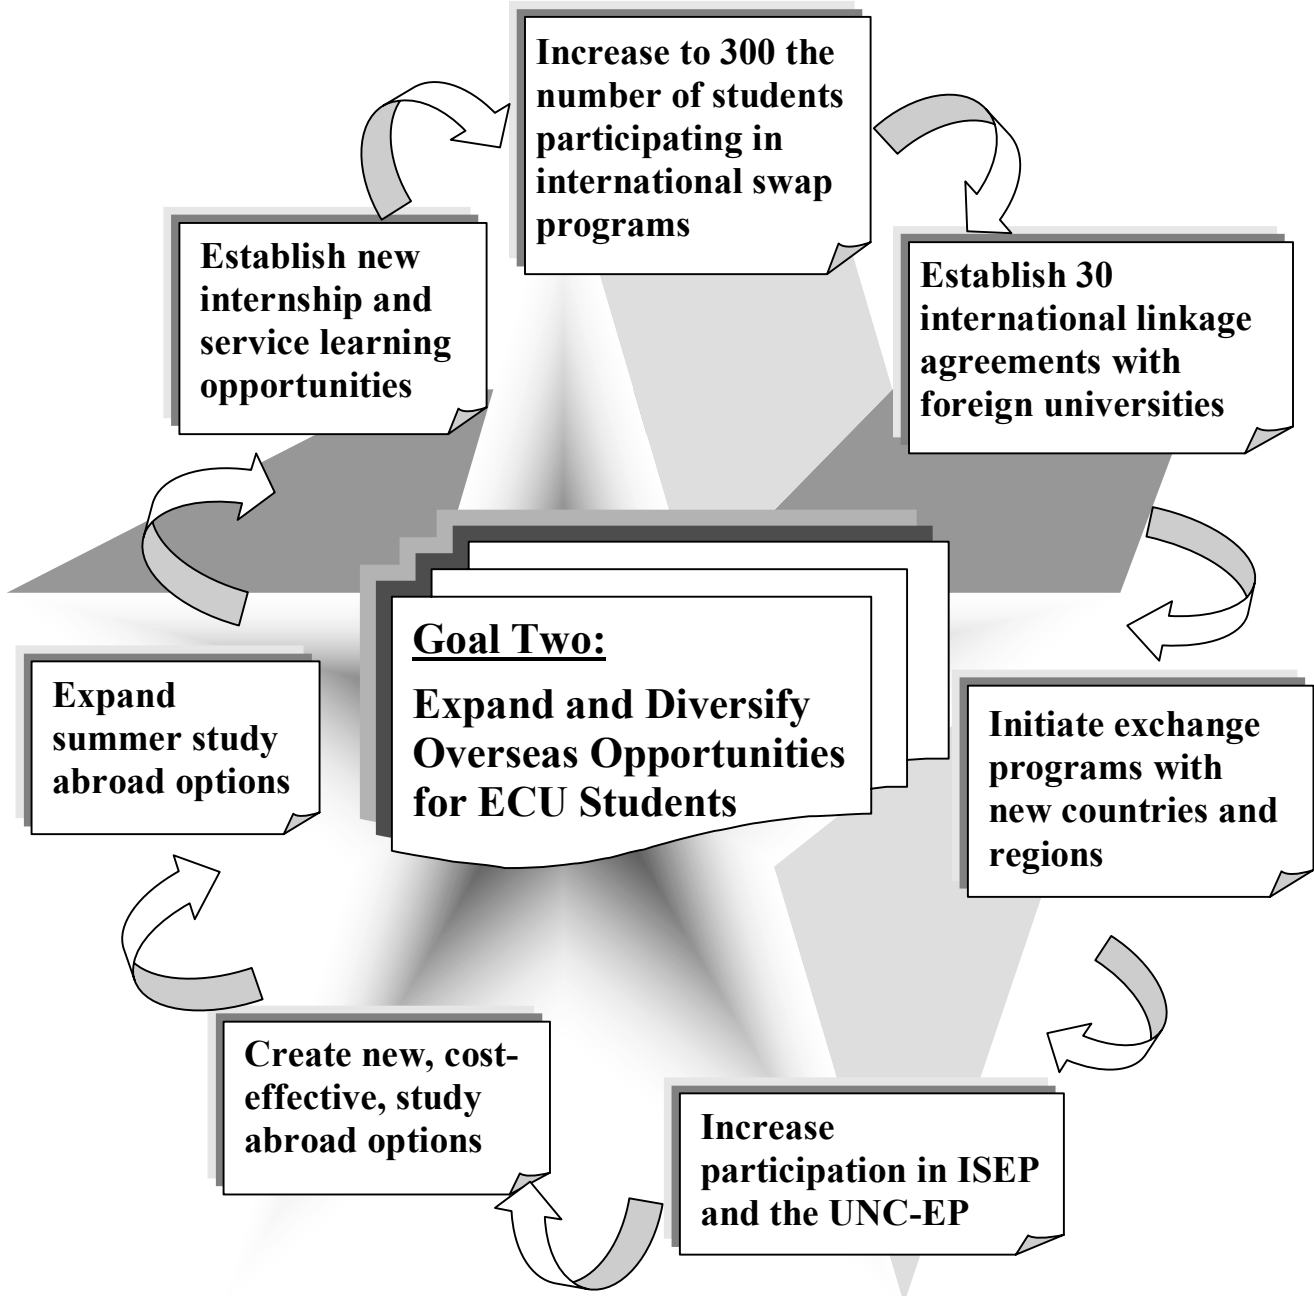 Increase to 300 the
number of students
participating in
international swap
programs
Establish 30
international linkage
agreements with
foreign universities
Initiate exchange
programs with
new countries and
regions
Increase
participation in ISEP
and the UNC-EP
Create new, cost-
effective, study
abroad options
Expand
summer study
abroad options
Establish new
internship and
service learning
opportunities
Goal Two:
Expand and Diversify
Overseas Opportunities
for ECU Students